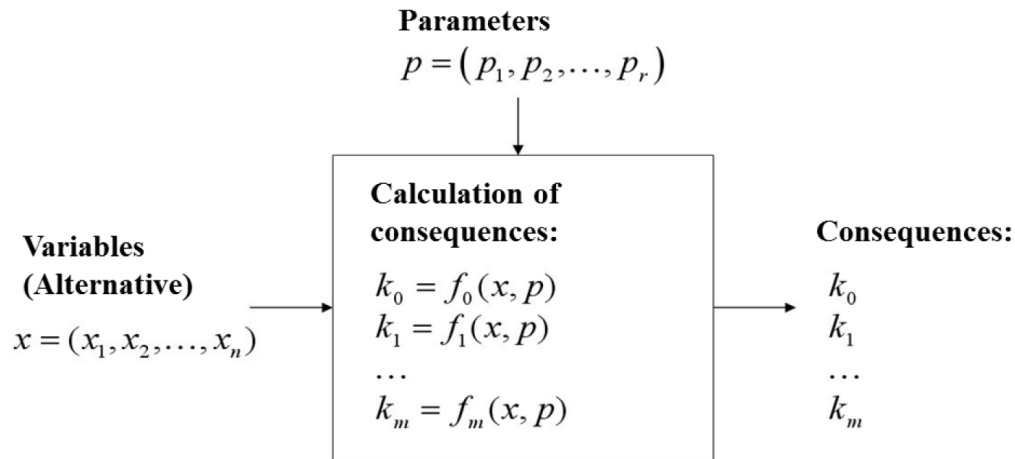 Parameters
p = (p₁, p₂, …, pᵣ)
Variables
(Alternative)
x = (x₁, x₂, …, xₙ)
Calculation of
consequences:
k₀ = f₀(x, p)
k₁ = f₁(x, p)
…
kₘ = fₘ(x, p)
Consequences:
k₀
k₁
…
kₘ